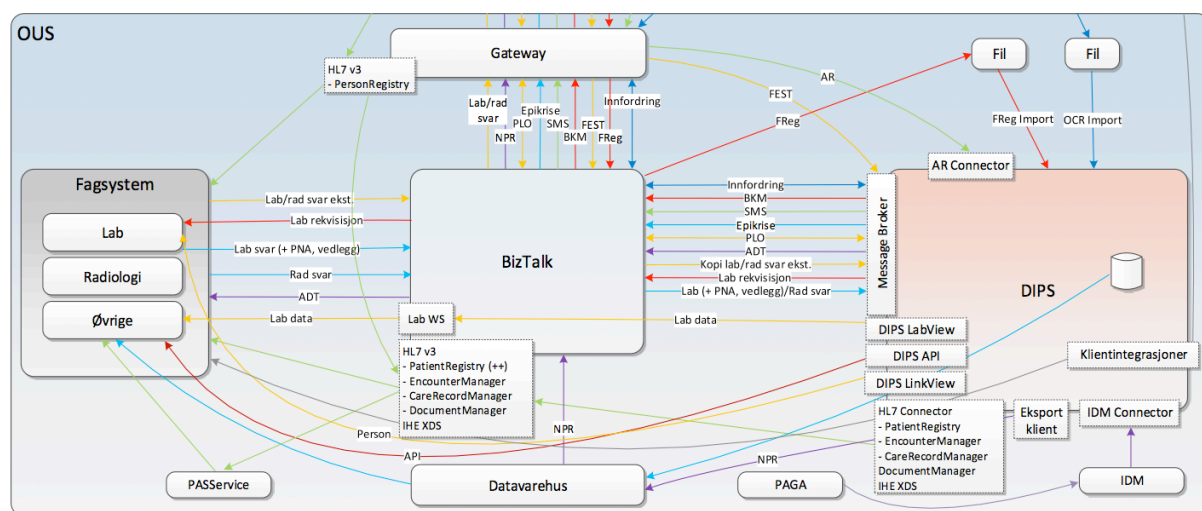 OUS
Gateway
HL7 v3
- PersonRegistry
Fil
Fil
AR
FEST
FReg
FReg Import
OCR Import
Lab/rad
svar
NPR
PLO
Epikrise
SMS
BKM
FEST
FReg
Innfordring
AR Connector
Fagsystem
Lab
Radiologi
Øvrige
Lab/rad svar ekst.
Lab rekvisisjon
Lab svar (+ PNA, vedlegg)
Rad svar
ADT
Lab data
BizTalk
Lab WS
Innfordring
BKM
SMS
Epikrise
PLO
ADT
Kopi lab/rad svar ekst.
Lab rekvisisjon
Lab (+ PNA, vedlegg)/Rad svar
Lab data
Message Broker
DIPS
DIPS LabView
DIPS API
DIPS LinkView
Klientintegrasjoner
HL7 v3
- PatientRegistry (++)
- EncounterManager
- CareRecordManager
- DocumentManager
IHE XDS
HL7 Connector
- PatientRegistry
- EncounterManager
- CareRecordManager
DocumentManager
IHE XDS
Eksport
klient
IDM Connector
Person
API
NPR
NPR
PASService
Datavarehus
PAGA
IDM